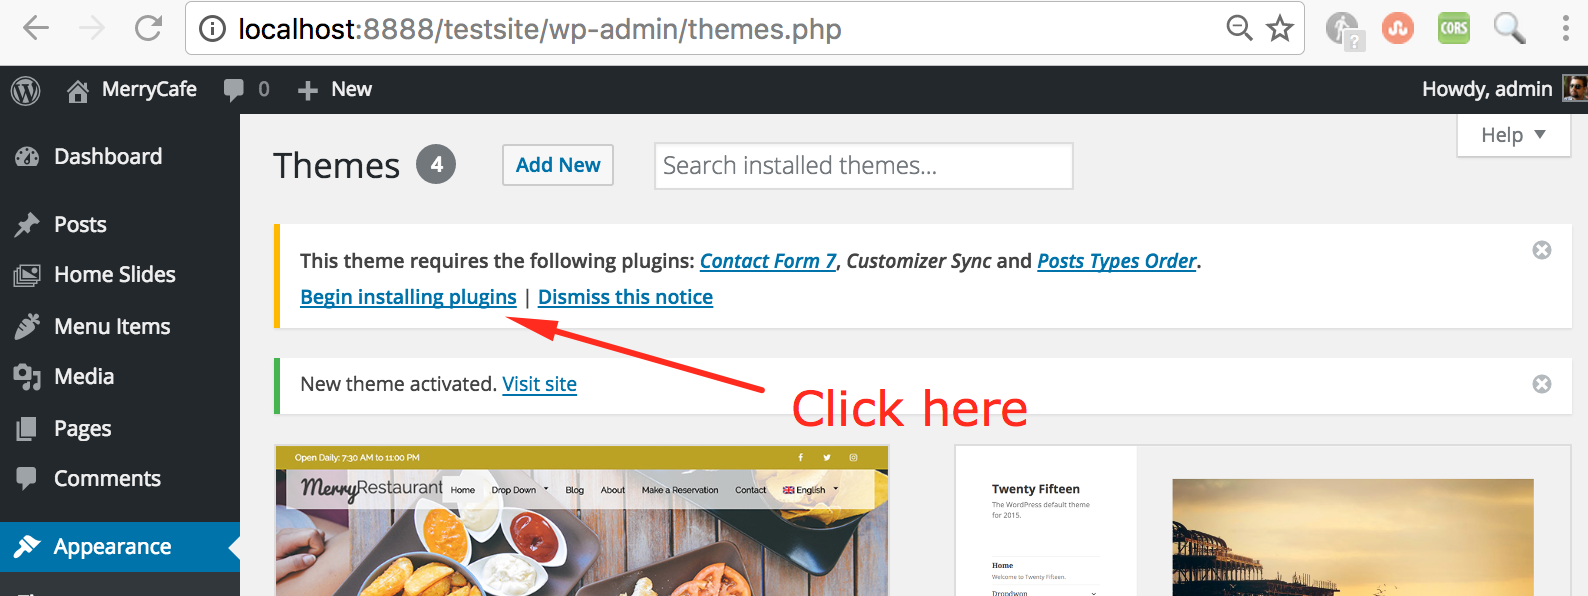 localhost:8888/testsite/wp-admin/themes.php
?
CORS
MerryCafe 0 New
Howdy, admin
Help
Dashboard
Posts
Home Slides
Menu Items
Media
Pages
Comments
Appearance
Themes 4 Add New Search installed themes...
This theme requires the following plugins: Contact Form 7, Customizer Sync and Posts Types Order.
Begin installing plugins | Dismiss this notice
New theme activated. Visit site
Click here
Open Daily: 7:30 AM to 11:00 PM
MerryRestaurant Home Drop Down Blog About Make a Reservation Contact English
Twenty Fifteen
The WordPress default theme
for 2015.
Home
Welcome to Twenty Fifteen.
Dropdwon